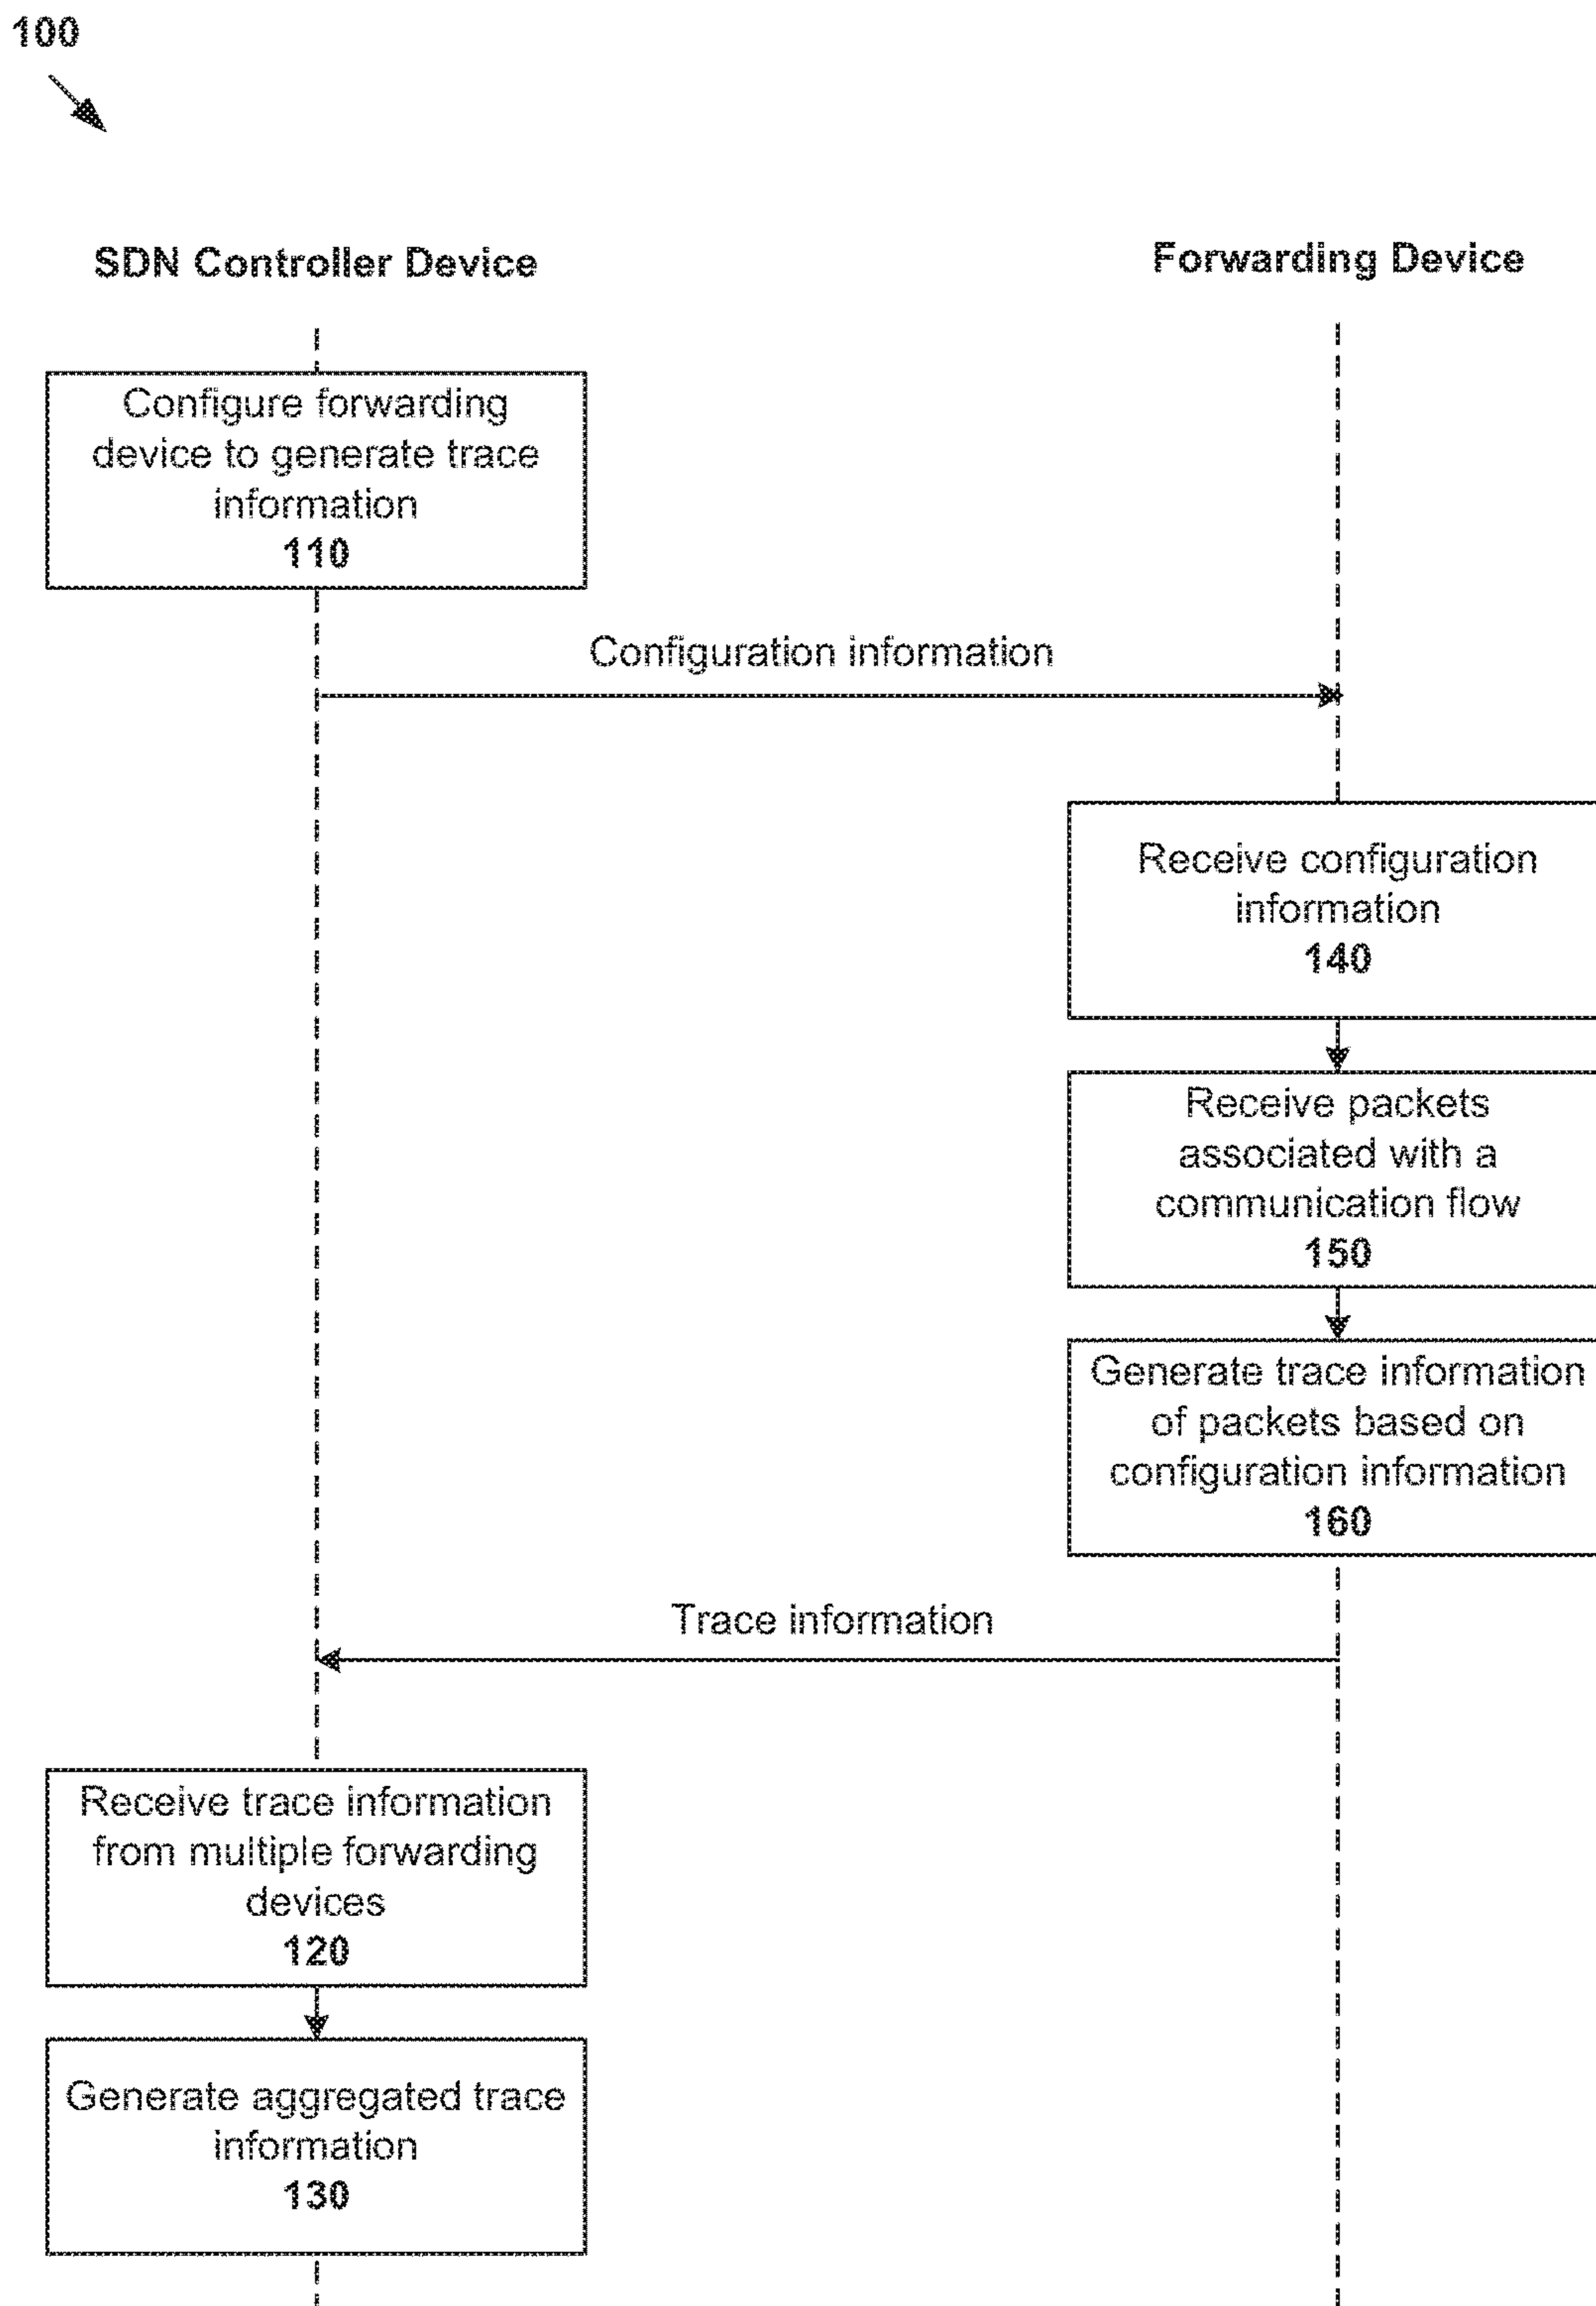 100
SDN Controller Device
Forwarding Device
Configure forwarding
device to generate trace
information
110
Configuration information
Receive configuration
information
140
Receive packets
associated with a
communication flow
150
Generate trace information
of packets based on
configuration information
160
Trace information
Receive trace information
from multiple forwarding
devices
120
Generate aggregated trace
information
130